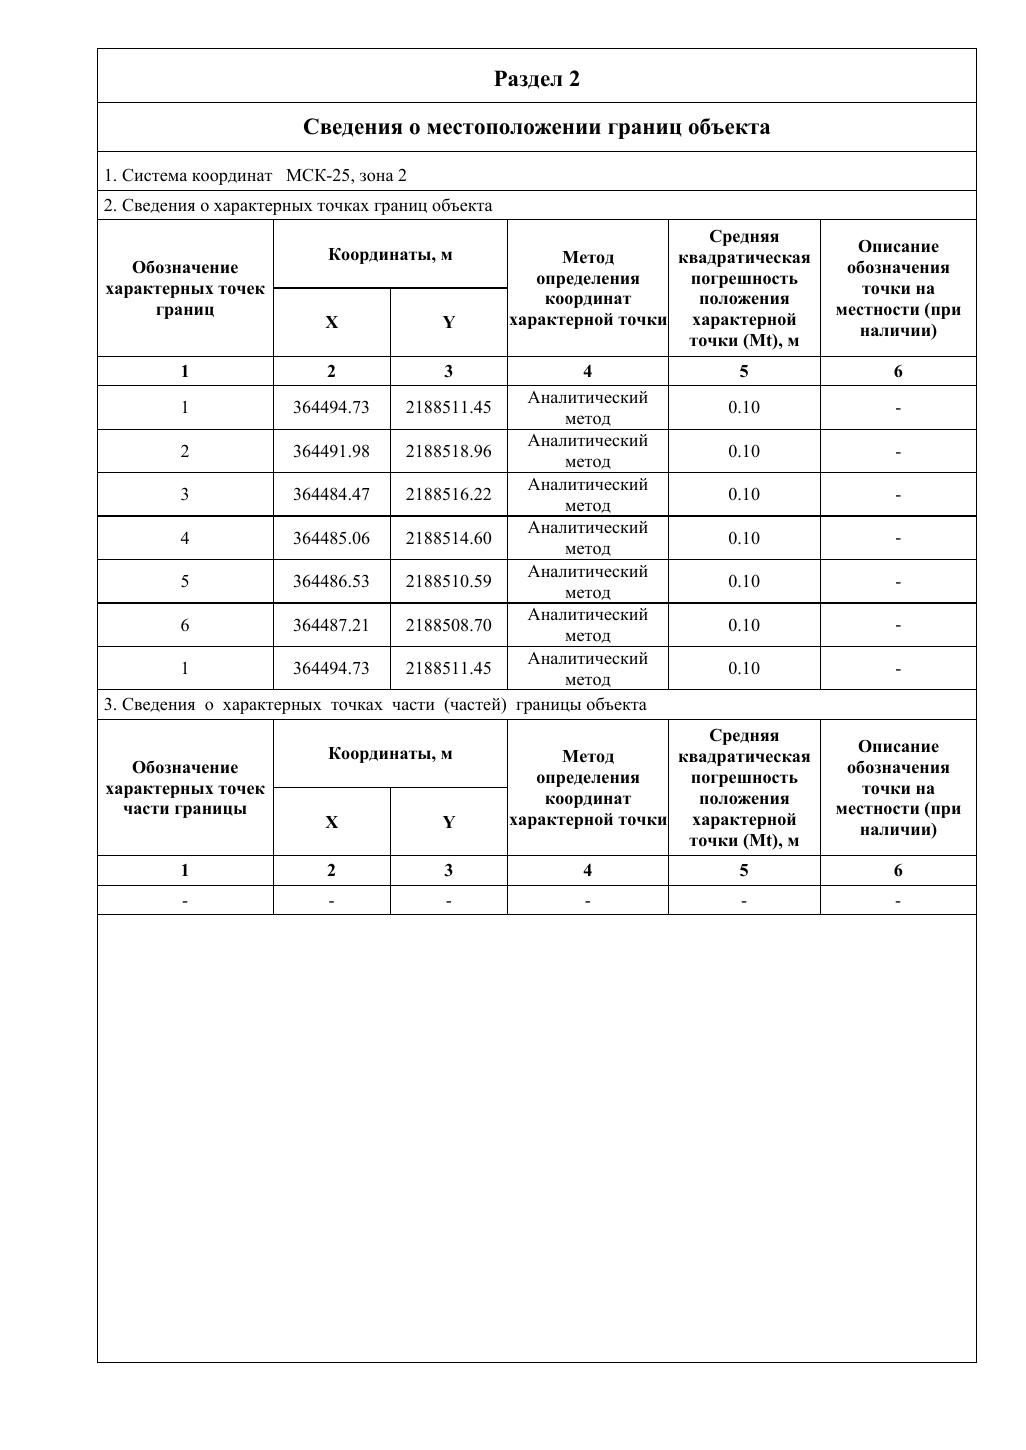 Раздел 2
Сведения о местоположении границ объекта
1. Система координат МСК-25, зона 2
2. Сведения о характерных точках границ объекта
Обозначение характерных точек границ
Координаты, м
X
Y
Метод определения координат характерной точки
Средняя квадратическая погрешность положения характерной точки (Mt), м
Описание обозначения точки на местности (при наличии)
1 2 3 4 5 6
1 364494.73 2188511.45 Аналитический метод 0.10 -
2 364491.98 2188518.96 Аналитический метод 0.10 -
3 364484.47 2188516.22 Аналитический метод 0.10 -
4 364485.06 2188514.60 Аналитический метод 0.10 -
5 364486.53 2188510.59 Аналитический метод 0.10 -
6 364487.21 2188508.70 Аналитический метод 0.10 -
1 364494.73 2188511.45 Аналитический метод 0.10 -
3. Сведения о характерных точках части (частей) границы объекта
Обозначение характерных точек части границы
Координаты, м
X
Y
Метод определения координат характерной точки
Средняя квадратическая погрешность положения характерной точки (Mt), м
Описание обозначения точки на местности (при наличии)
1 2 3 4 5 6
- - - - - -